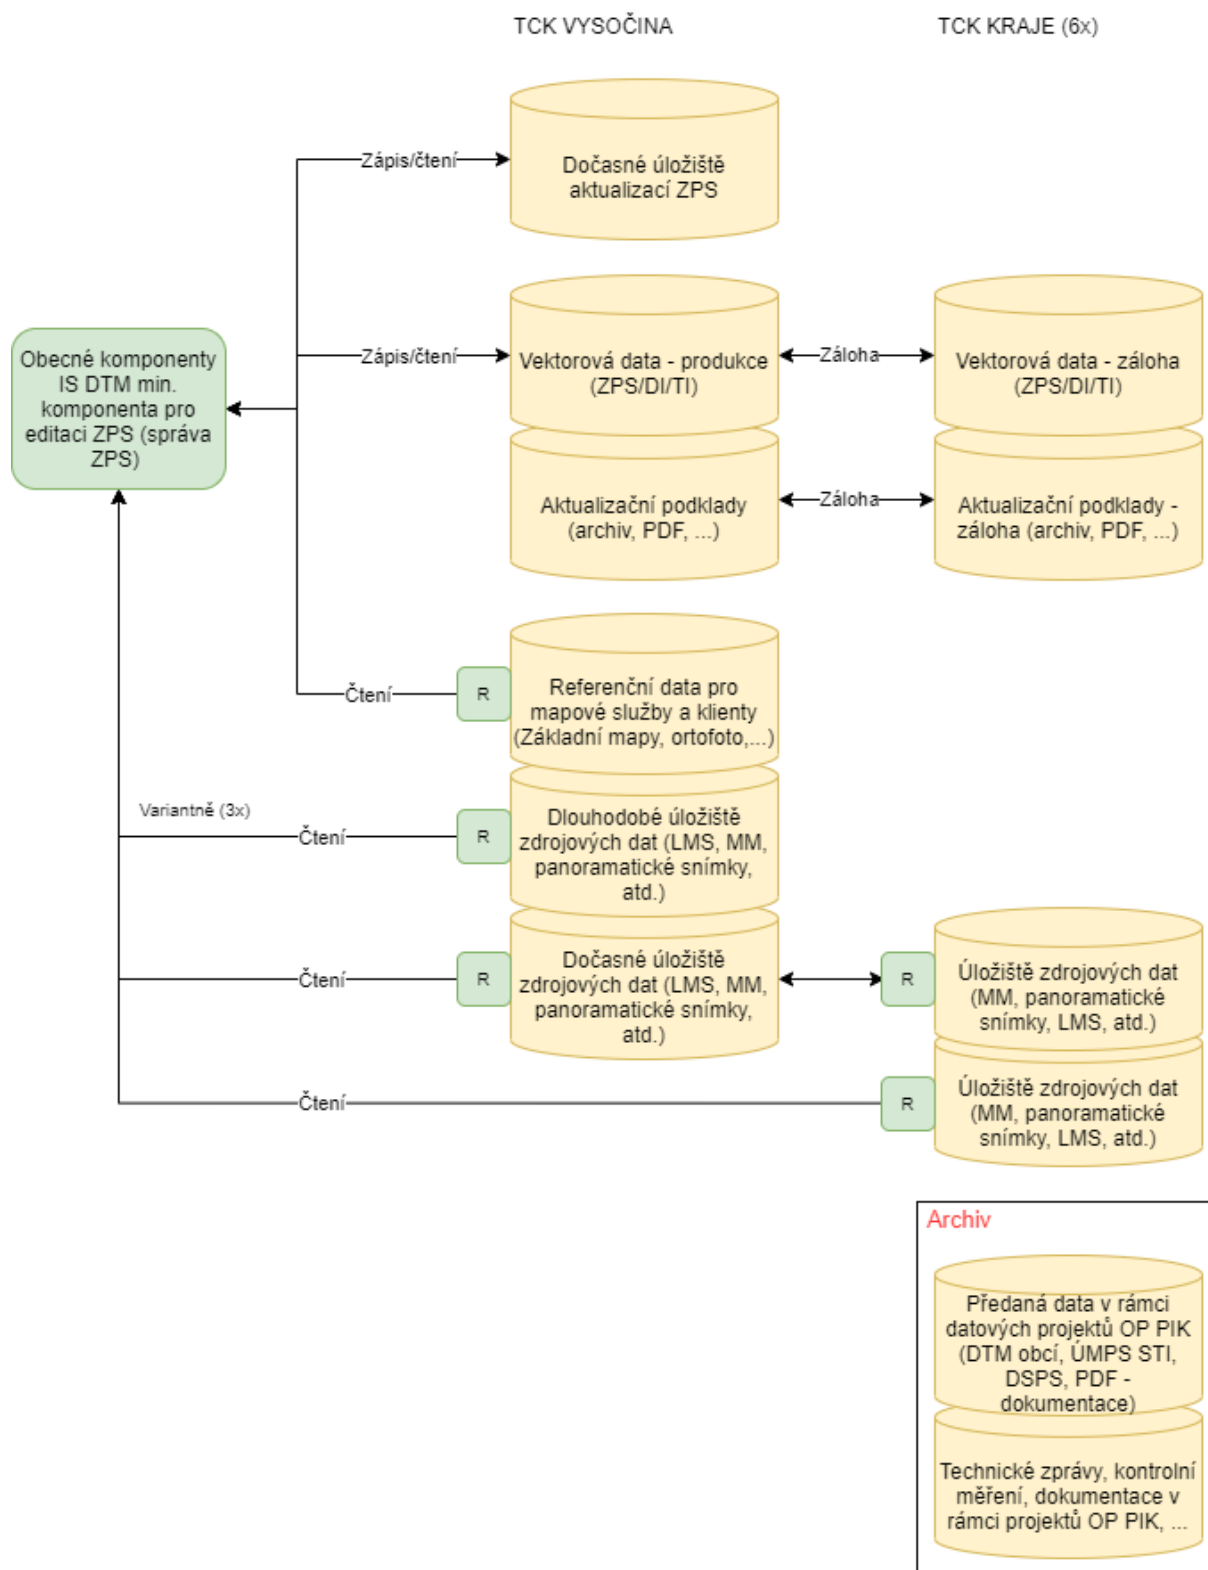 TCK VYSOČINA
TCK KRAJE (6x)
Zápis/čtení
Dočasné úložiště
aktualizací ZPS
Obecné komponenty
IS DTM min.
komponenta pro
editaci ZPS (správa
ZPS)
Zápis/čtení
Vektorová data - produkce
(ZPS/DI/TI)
Záloha
Vektorová data - záloha
(ZPS/DI/TI)
Aktualizační podklady
(archiv, PDF, ...)
Záloha
Aktualizační podklady -
záloha (archiv, PDF, ...)
Čtení
R
Referenční data pro
mapové služby a klienty
(Základní mapy, ortofoto,...)
Variantně (3x)
Čtení
R
Dlouhodobé úložiště
zdrojových dat (LMS, MM,
panoramatické snímky,
atd.)
Čtení
R
Dočasné úložiště
zdrojových dat (LMS, MM,
panoramatické snímky,
atd.)
R
Úložiště zdrojových dat
(MM, panoramatické
snímky, LMS, atd.)
Čtení
R
Úložiště zdrojových dat
(MM, panoramatické
snímky, LMS, atd.)
Archiv
Předaná data v rámci
datových projektů OP PIK
(DTM obcí, ÚMPS STI,
DSPS, PDF -
dokumentace)
Technické zprávy, kontrolní
měření, dokumentace v
rámci projektů OP PIK, ...